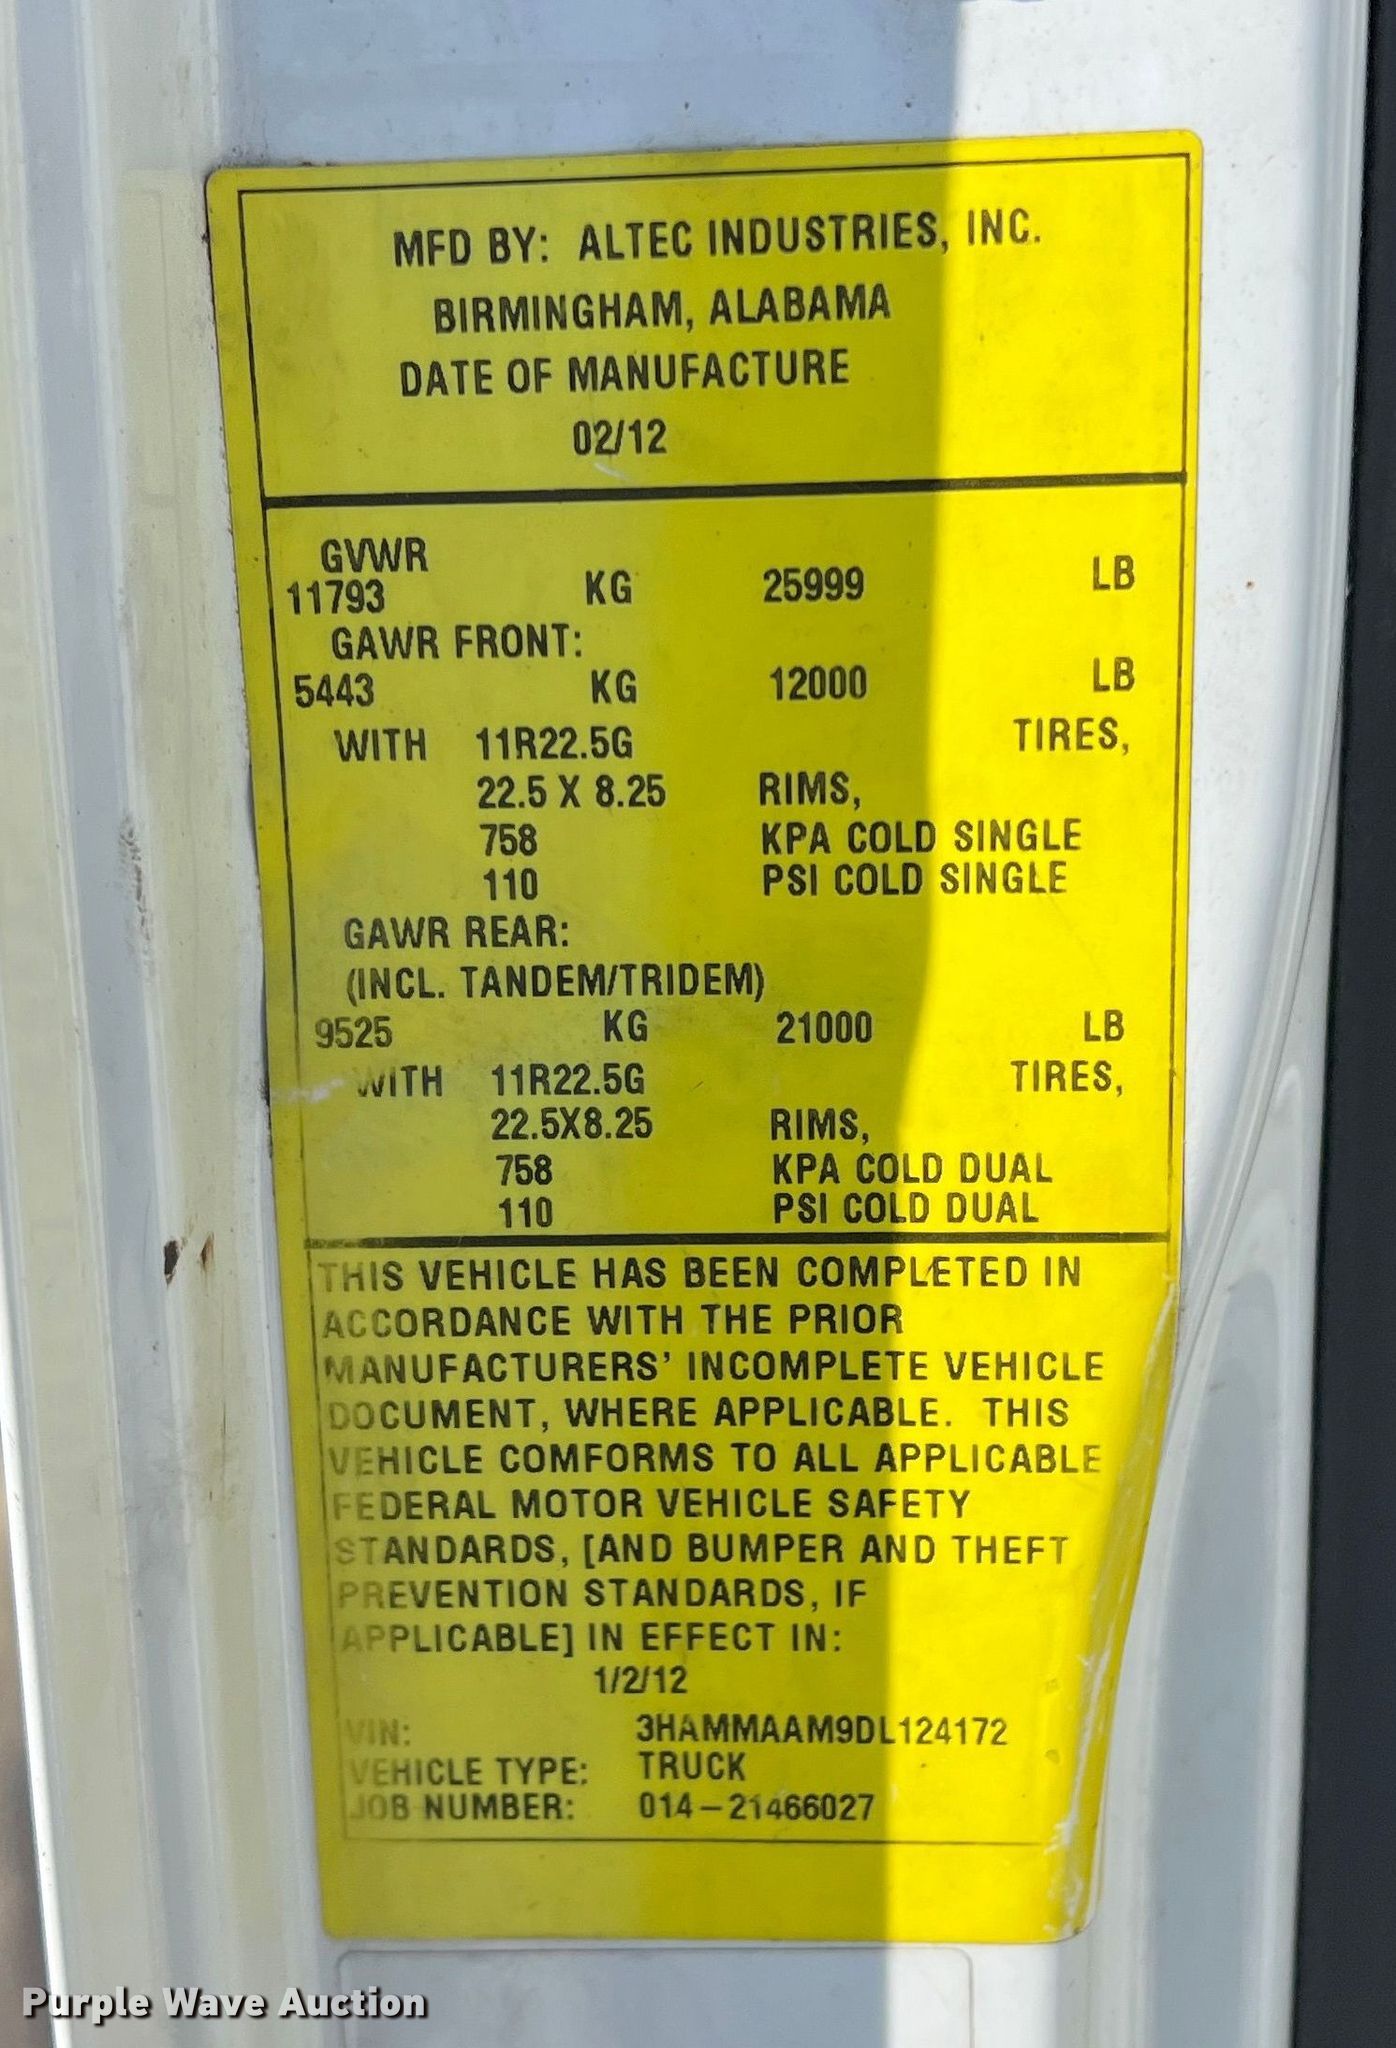 MFD BY: ALTEC INDUSTRIES, INC.
BIRMINGHAM, ALABAMA
DATE OF MANUFACTURE
02/12
GVWR
11793 KG 25999 LB
GAWR FRONT:
5443 KG 12000 LB
WITH 11R22.5G TIRES,
22.5 X 8.25 RIMS,
758 KPA COLD SINGLE
110 PSI COLD SINGLE
GAWR REAR:
(INCL. TANDEM/TRIDEM)
9525 KG 21000 LB
WITH 11R22.5G TIRES,
22.5X8.25 RIMS,
758 KPA COLD DUAL
110 PSI COLD DUAL
THIS VEHICLE HAS BEEN COMPLETED IN
ACCORDANCE WITH THE PRIOR
MANUFACTURERS' INCOMPLETE VEHICLE
DOCUMENT, WHERE APPLICABLE. THIS
VEHICLE COMFORMS TO ALL APPLICABLE
FEDERAL MOTOR VEHICLE SAFETY
STANDARDS, [AND BUMPER AND THEFT
PREVENTION STANDARDS, IF
APPLICABLE] IN EFFECT IN:
1/2/12
VIN: 3HAMMAAM9DL124172
VEHICLE TYPE: TRUCK
JOB NUMBER: 014-21466027
Purple Wave Auction